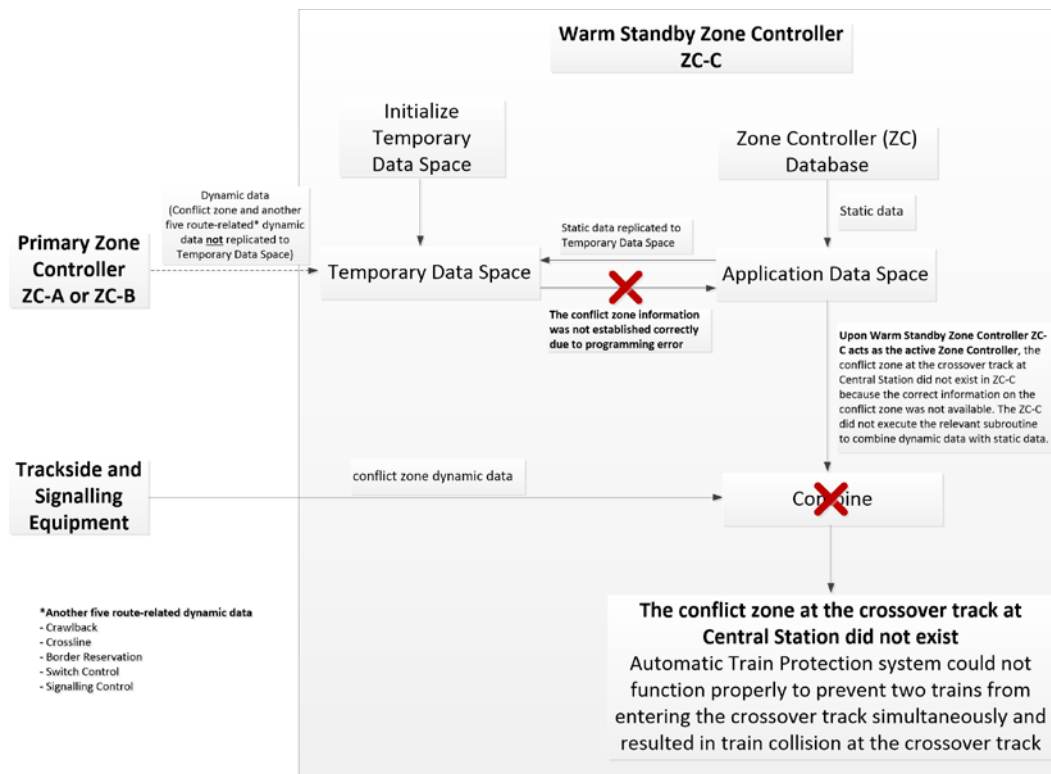 Warm Standby Zone Controller
ZC-C
Initialize
Temporary
Data Space
Zone Controller (ZC)
Database
Dynamic data
(Conflict zone and another
five route-related* dynamic
data not replicated to
Temporary Data Space)
Static data
Static data replicated to
Temporary Data Space
Primary Zone
Controller
ZC-A or ZC-B
Temporary Data Space
Application Data Space
The conflict zone information
was not established correctly
due to programming error
Upon Warm Standby Zone Controller ZC-
C acts as the active Zone Controller, the
conflict zone at the crossover track at
Central Station did not exist in ZC-C
because the correct information on the
conflict zone was not available. The ZC-C
did not execute the relevant subroutine
to combine dynamic data with static data.
Trackside and
Signalling
Equipment
conflict zone dynamic data
Combine
*Another five route-related dynamic data
- Crawlback
- Crossline
- Border Reservation
- Switch Control
- Signalling Control
The conflict zone at the crossover track at
Central Station did not exist
Automatic Train Protection system could not
function properly to prevent two trains from
entering the crossover track simultaneously and
resulted in train collision at the crossover track